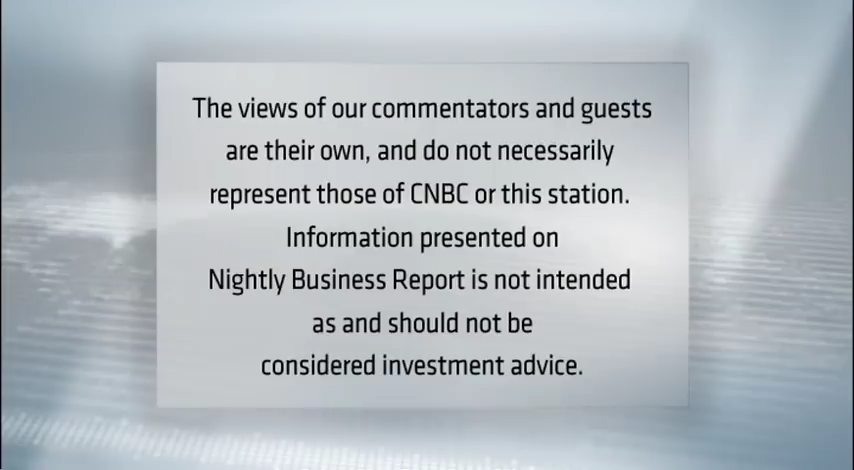 The views of our commentators and guests
are their own, and do not necessarily
represent those of CNBC or this station.
Information presented on
Nightly Business Report is not intended
as and should not be
considered investment advice.